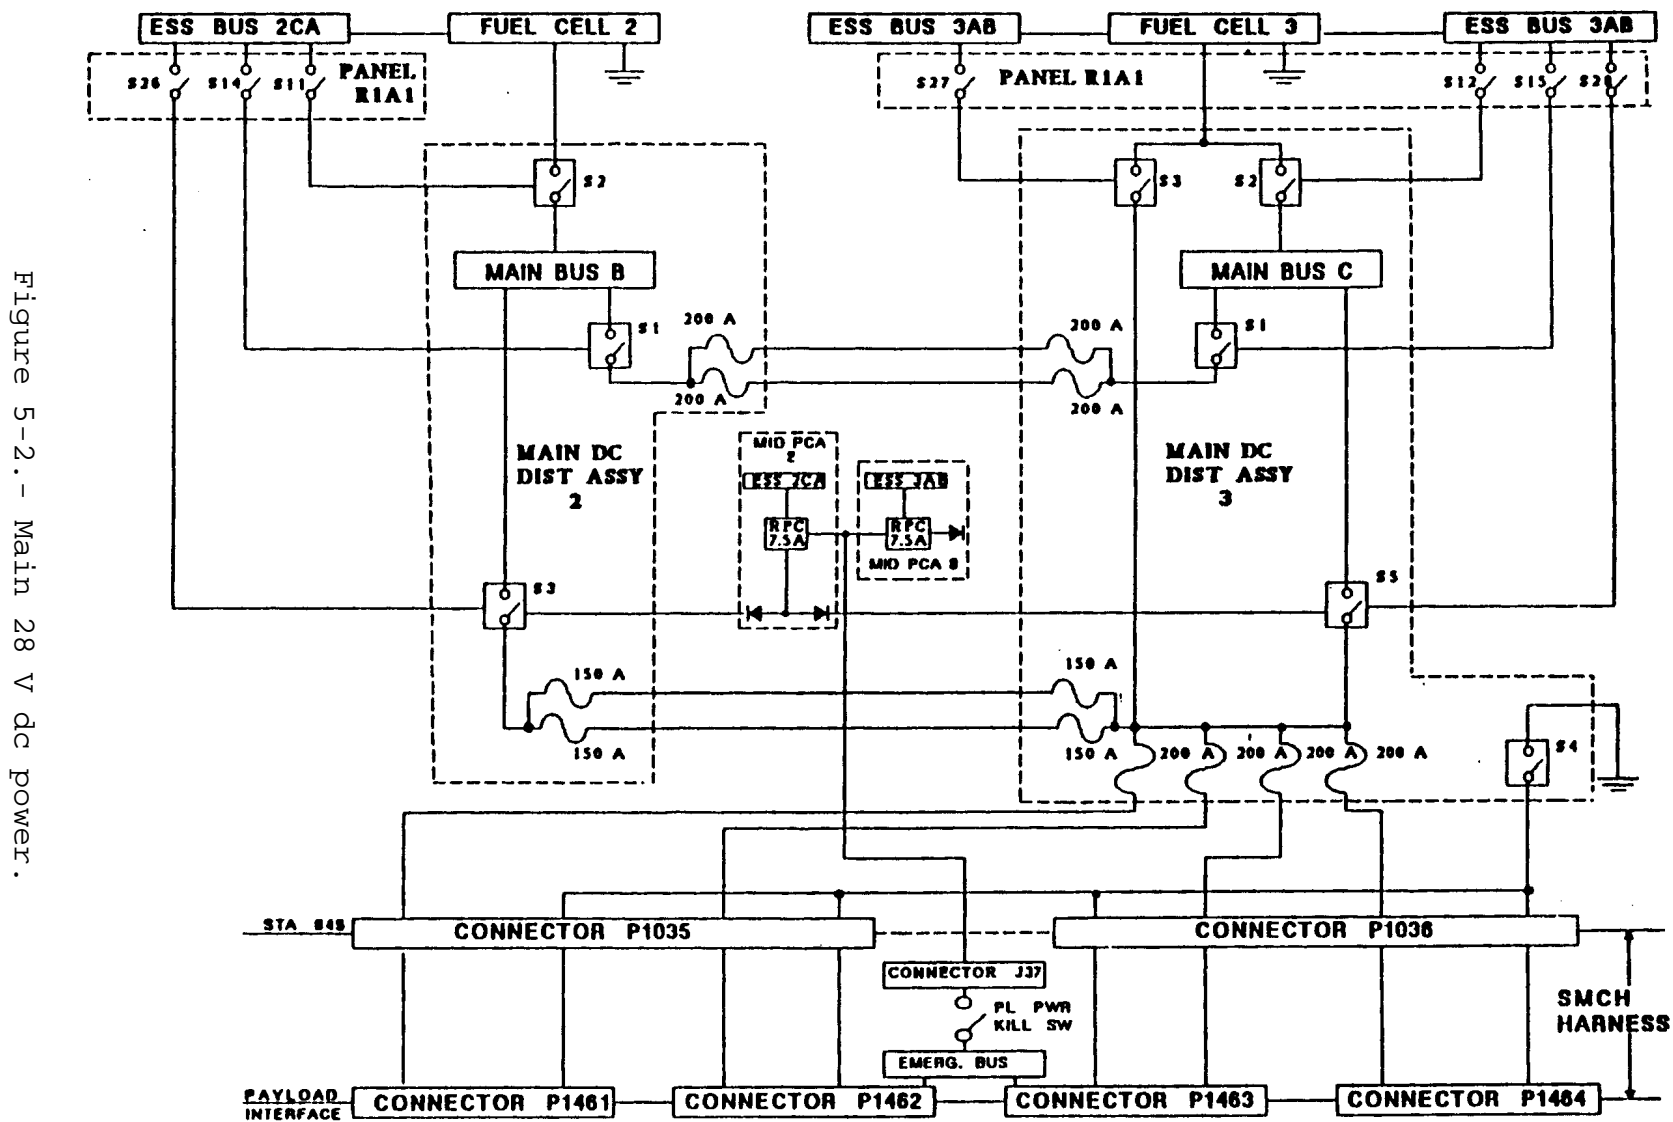 ESS BUS 2CA
FUEL CELL 2
ESS BUS 3AB
FUEL CELL 3
ESS BUS 3AB
S26
S14
S11
PANEL
R1A1
S27
PANEL R1A1
S12
S15
S28
S2
S3
S2
MAIN BUS B
MAIN BUS C
S1
200 A
200 A
S1
200 A
200 A
MAIN DC
DIST ASSY
2
MID PCA
2
ESS 2CA
RPC
7.5A
ESS 3AB
RPC
7.5A
MID PCA 3
MAIN DC
DIST ASSY
3
S3
S5
150 A
150 A
150 A
150 A
200 A
200 A
200 A
200 A
S4
STA
CONNECTOR P1035
CONNECTOR P1036
CONNECTOR J37
PL PWR
KILL SW
EMERG. BUS
SMCH
HARNESS
PAYLOAD
INTERFACE
CONNECTOR P1461
CONNECTOR P1462
CONNECTOR P1463
CONNECTOR P1464
Figure 5-2.- Main 28 V dc power.